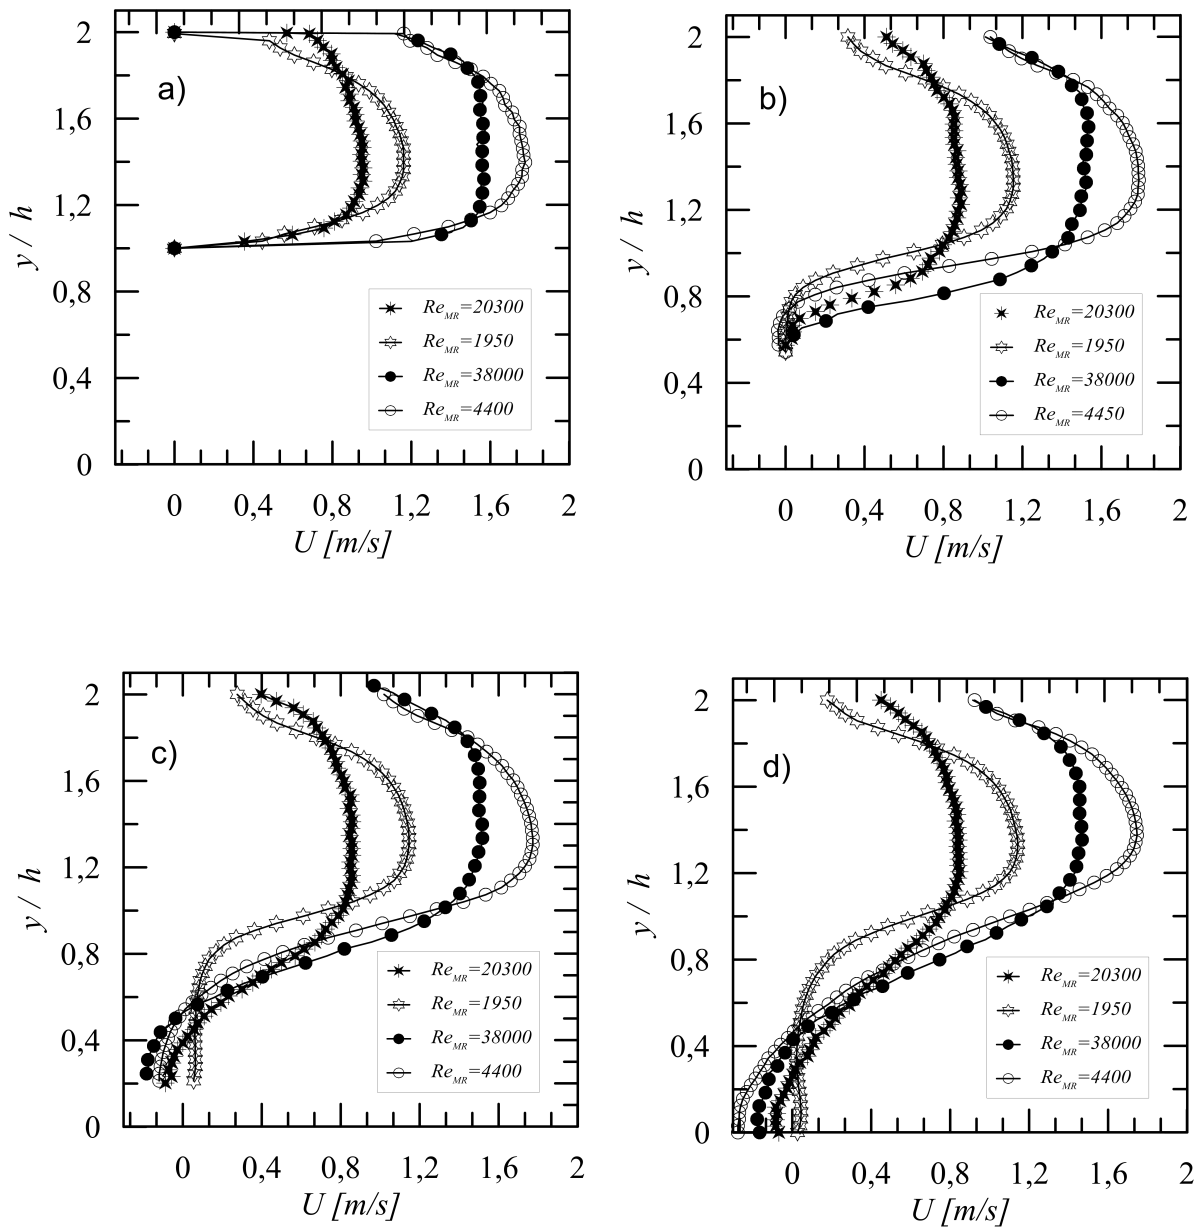 a)
2
1,6
1,2
0,8
0,4
0
y / h
Re_MR=20300
Re_MR=1950
Re_MR=38000
Re_MR=4400
0 0,4 0,8 1,2 1,6 2
U [m/s]
b)
2
1,6
1,2
0,8
0,4
0
y / h
Re_MR=20300
Re_MR=1950
Re_MR=38000
Re_MR=4450
0 0,4 0,8 1,2 1,6 2
U [m/s]
c)
2
1,6
1,2
0,8
0,4
0
y / h
Re_MR=20300
Re_MR=1950
Re_MR=38000
Re_MR=4400
0 0,4 0,8 1,2 1,6 2
U [m/s]
d)
2
1,6
1,2
0,8
0,4
0
y / h
Re_MR=20300
Re_MR=1950
Re_MR=38000
Re_MR=4400
0 0,4 0,8 1,2 1,6 2
U [m/s]